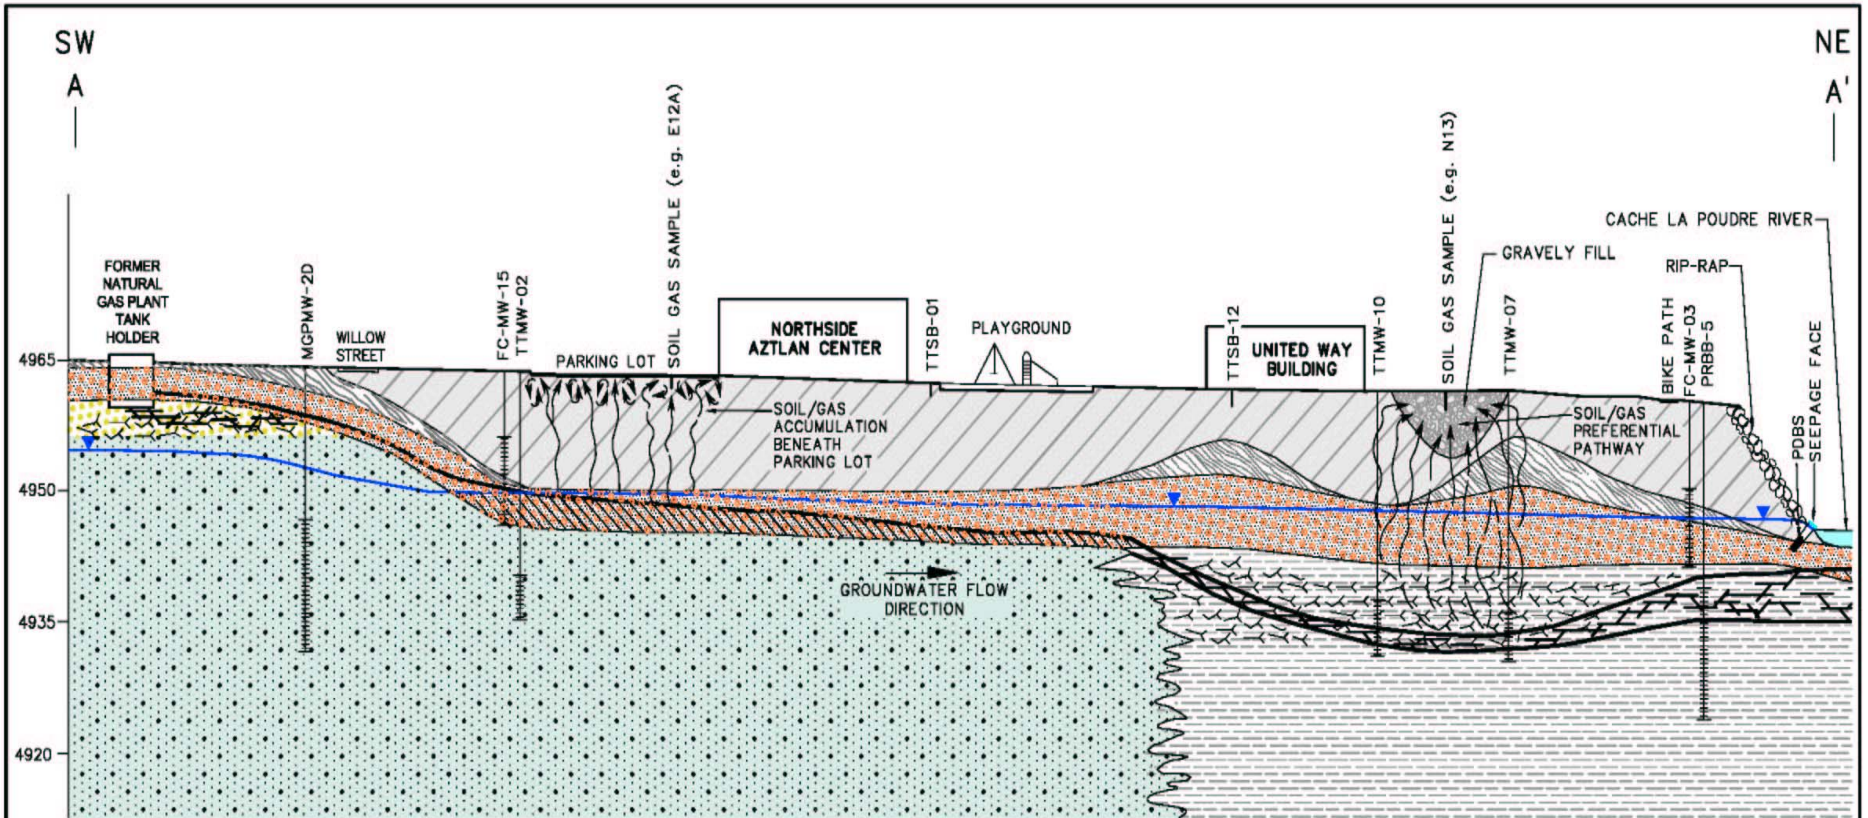 SW
NE
A
A'
SOIL GAS SAMPLE (e.g. E12A)
SOIL GAS SAMPLE (e.g. N13)
CACHE LA POUDRE RIVER
GRAVELY FILL
RIP-RAP
FORMER
NATURAL
GAS PLANT
TANK
HOLDER
MGPMW-2D
WILLOW
STREET
FC-MW-15
TTMW-02
PARKING LOT
NORTHSIDE
AZTLAN CENTER
TTSB-01
PLAYGROUND
TTSB-12
UNITED WAY
BUILDING
TTMW-10
TTMW-07
BIKE PATH
FC-MW-03
PRBB-5
PDBS
SEEPAGE FACE
4965
SOIL/GAS
ACCUMULATION
BENEATH
PARKING LOT
SOIL/GAS
PREFERENTIAL
PATHWAY
4950
GROUNDWATER FLOW
DIRECTION
4935
4920